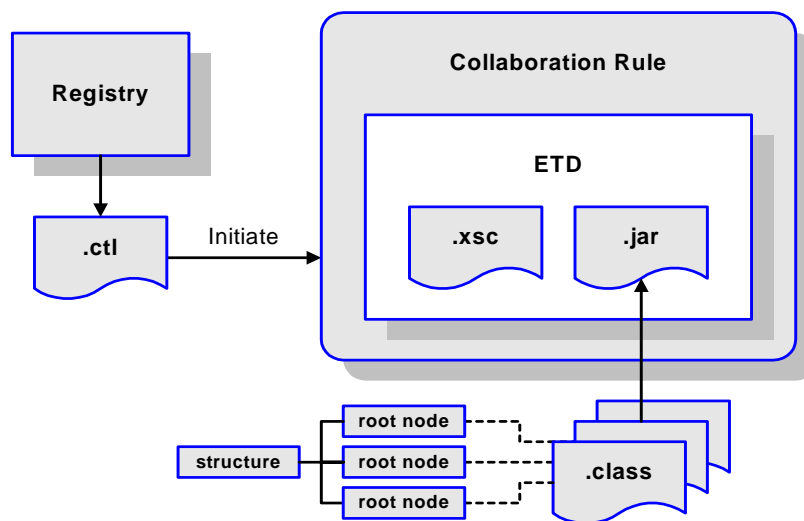 Registry
Collaboration Rule
ETD
.xsc
.jar
.ctl
Initiate
root node
structure
root node
root node
.class